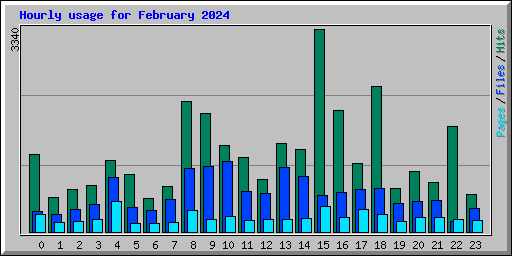 Hourly usage for February 2024
3340
Pages / Files / Hits
0 1 2 3 4 5 6 7 8 9 10 11 12 13 14 15 16 17 18 19 20 21 22 23